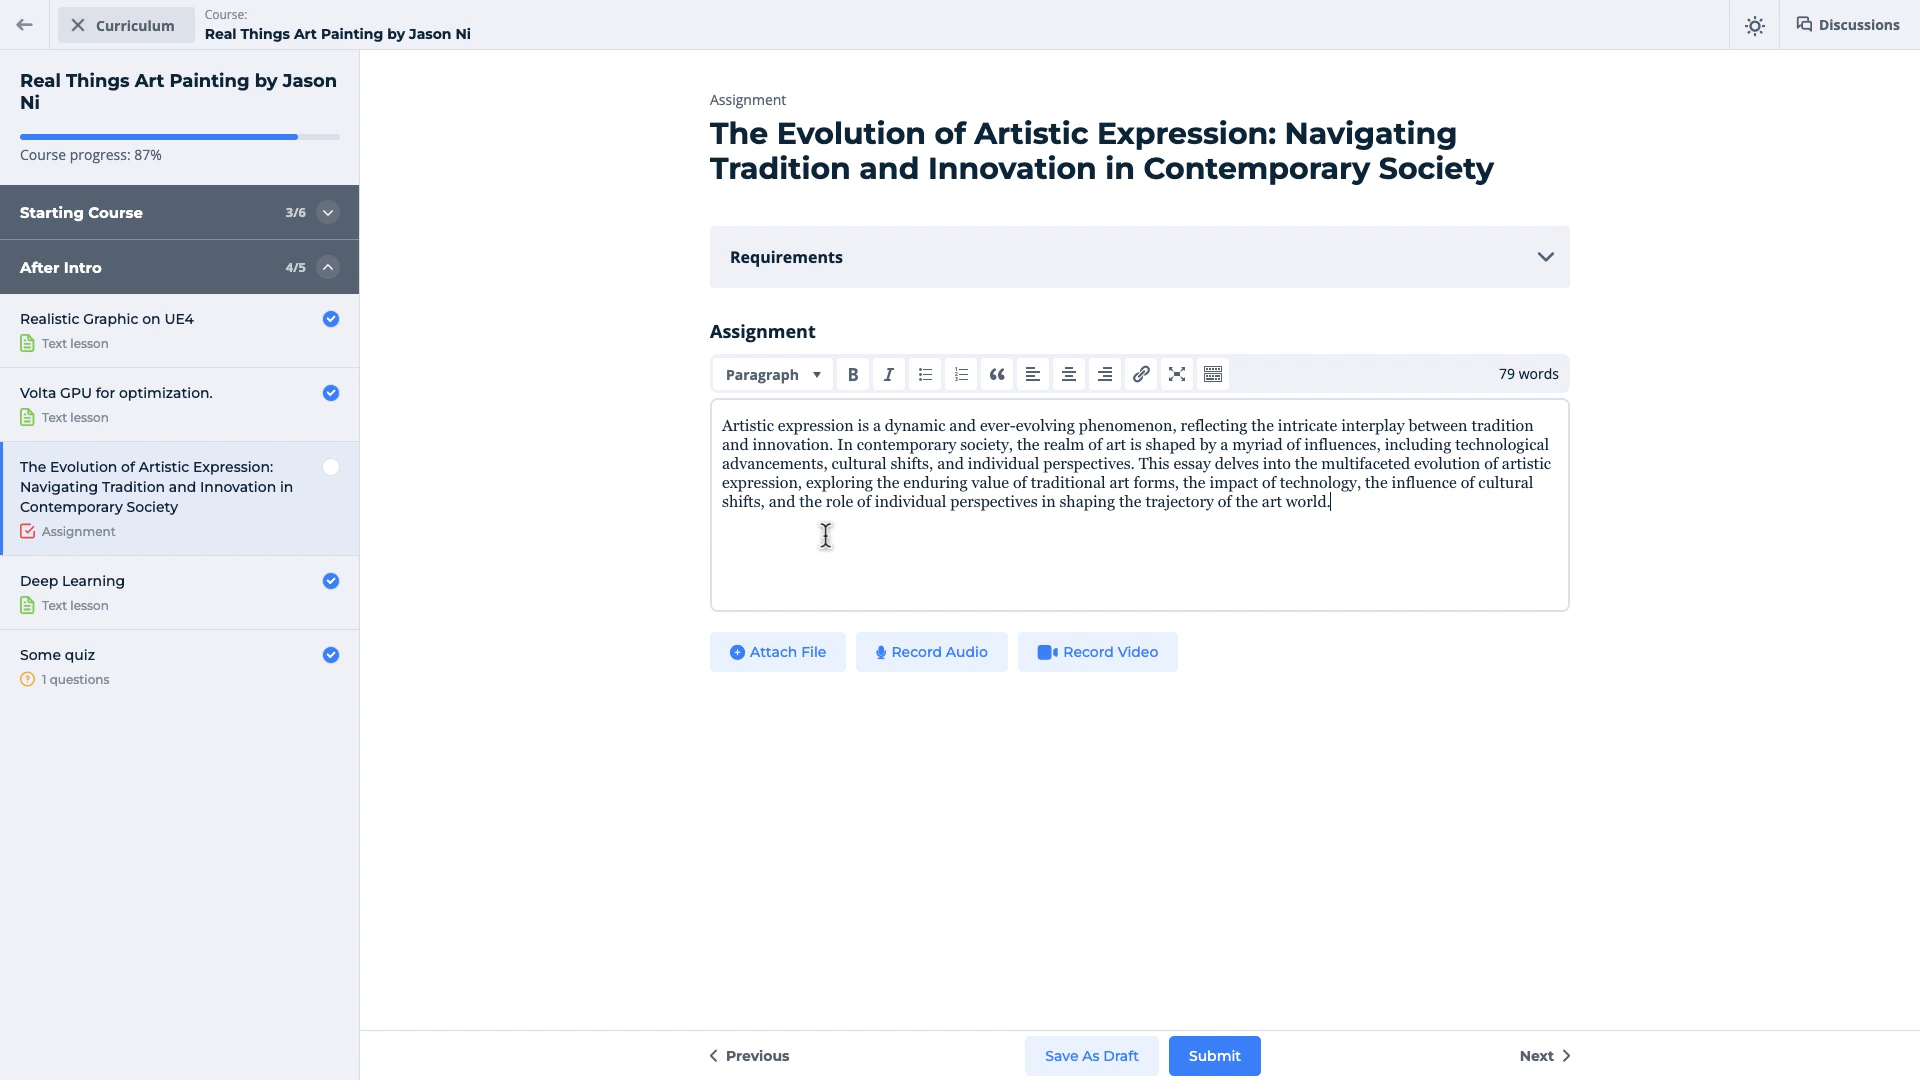 Curriculum
Course:
Real Things Art Painting by Jason Ni
Discussions
Real Things Art Painting by Jason
Ni
Course progress: 87%
Starting Course 3/6
After Intro 4/5
Realistic Graphic on UE4
Text lesson
Volta GPU for optimization.
Text lesson
The Evolution of Artistic Expression:
Navigating Tradition and Innovation in
Contemporary Society
Assignment
Deep Learning
Text lesson
Some quiz
1 questions
Assignment
The Evolution of Artistic Expression: Navigating
Tradition and Innovation in Contemporary Society
Requirements
Assignment
Paragraph B I 79 words
Artistic expression is a dynamic and ever-evolving phenomenon, reflecting the intricate interplay between tradition
and innovation. In contemporary society, the realm of art is shaped by a myriad of influences, including technological
advancements, cultural shifts, and individual perspectives. This essay delves into the multifaceted evolution of artistic
expression, exploring the enduring value of traditional art forms, the impact of technology, the influence of cultural
shifts, and the role of individual perspectives in shaping the trajectory of the art world.
Attach File Record Audio Record Video
Previous Save As Draft Submit Next